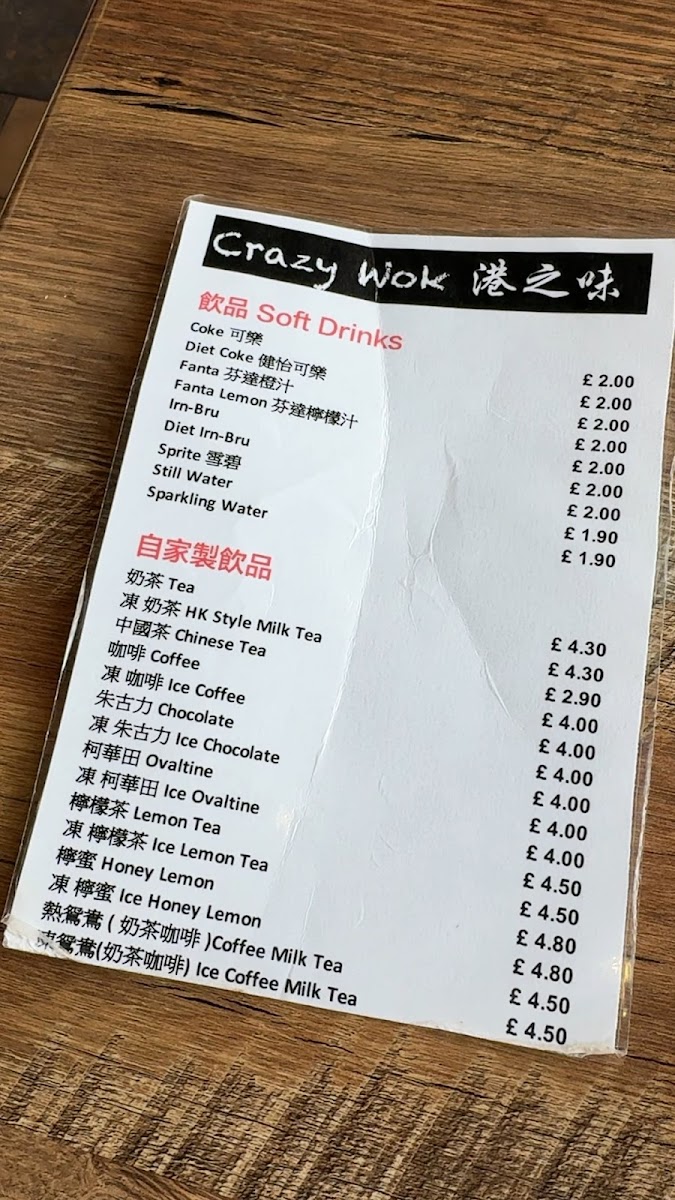 Crazy Wok 港之味
飲品 Soft Drinks
Coke 可樂 £ 2.00
Diet Coke 健怡可樂 £ 2.00
Fanta 芬達橙汁 £ 2.00
Fanta Lemon 芬達檸檬汁 £ 2.00
Irn-Bru £ 2.00
Diet Irn-Bru £ 2.00
Sprite 雪碧 £ 2.00
Still Water £ 1.90
Sparkling Water £ 1.90
自家製飲品
奶茶 Tea £ 4.30
凍 奶茶 HK Style Milk Tea £ 4.30
中國茶 Chinese Tea £ 2.90
咖啡 Coffee £ 4.00
凍 咖啡 Ice Coffee £ 4.00
朱古力 Chocolate £ 4.00
凍 朱古力 Ice Chocolate £ 4.00
柯華田 Ovaltine £ 4.00
凍 柯華田 Ice Ovaltine £ 4.00
檸檬茶 Lemon Tea £ 4.50
凍 檸檬茶 Ice Lemon Tea £ 4.50
檸蜜 Honey Lemon £ 4.80
凍 檸蜜 Ice Honey Lemon £ 4.80
熱鴛鴦 ( 奶茶咖啡 )Coffee Milk Tea £ 4.50
凍鴛鴦(奶茶咖啡) Ice Coffee Milk Tea £ 4.50